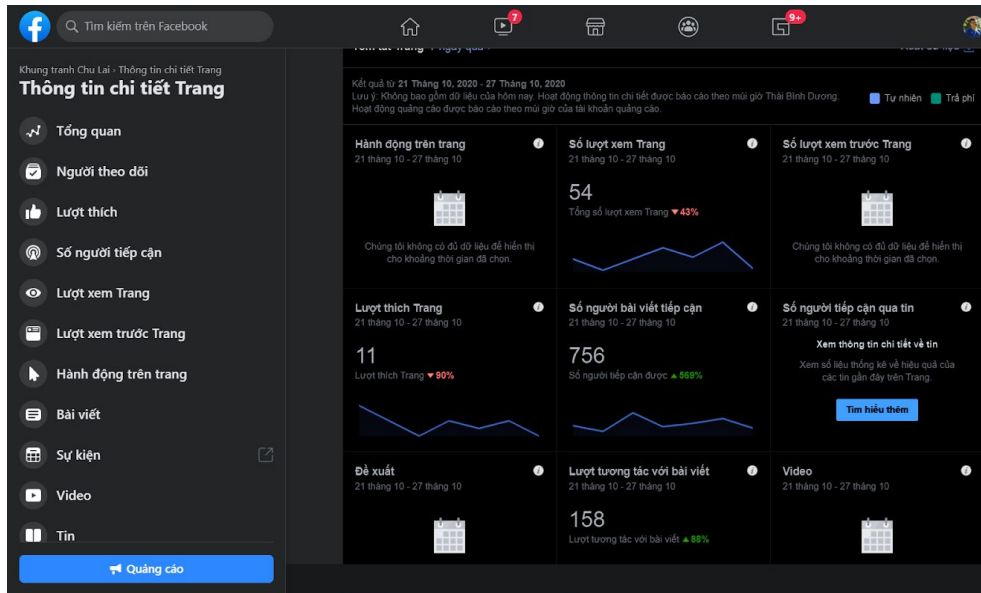 Tìm kiếm trên Facebook
7
9+
Khung tranh Chu Lai › Thông tin chi tiết Trang
Thông tin chi tiết Trang
Tổng quan
Người theo dõi
Lượt thích
Số người tiếp cận
Lượt xem Trang
Lượt xem trước Trang
Hành động trên trang
Bài viết
Sự kiện
Video
Tin
Quảng cáo
Kết quả từ 21 Tháng 10, 2020 - 27 Tháng 10, 2020
Lưu ý: Không bao gồm dữ liệu của hôm nay. Hoạt động thông tin chi tiết được báo cáo theo múi giờ Thái Bình Dương.
Hoạt động quảng cáo được báo cáo theo múi giờ của tài khoản quảng cáo.
Tự nhiên
Trả phí
Hành động trên trang
21 tháng 10 - 27 tháng 10
Chúng tôi không có đủ dữ liệu để hiển thị
cho khoảng thời gian đã chọn.
Số lượt xem Trang
21 tháng 10 - 27 tháng 10
54
Tổng số lượt xem Trang ▼43%
Số lượt xem trước Trang
21 tháng 10 - 27 tháng 10
Chúng tôi không có đủ dữ liệu để hiển thị
cho khoảng thời gian đã chọn.
Lượt thích Trang
21 tháng 10 - 27 tháng 10
11
Lượt thích Trang ▼90%
Số người bài viết tiếp cận
21 tháng 10 - 27 tháng 10
756
Số người tiếp cận được ▲569%
Số người tiếp cận qua tin
21 tháng 10 - 27 tháng 10
Xem thông tin chi tiết về tin
Xem số liệu thống kê về hiệu quả của
các tin gần đây trên Trang.
Tìm hiểu thêm
Đề xuất
21 tháng 10 - 27 tháng 10
Lượt tương tác với bài viết
21 tháng 10 - 27 tháng 10
158
Lượt tương tác với bài viết ▲88%
Video
21 tháng 10 - 27 tháng 10